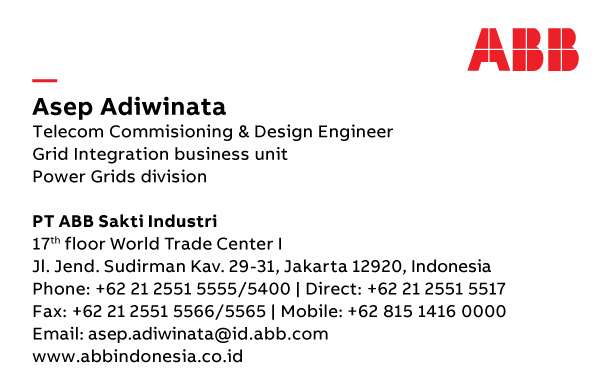 ABB
Asep Adiwinata
Telecom Commisioning & Design Engineer
Grid Integration business unit
Power Grids division
PT ABB Sakti Industri
17th floor World Trade Center I
Jl. Jend. Sudirman Kav. 29-31, Jakarta 12920, Indonesia
Phone: +62 21 2551 5555/5400 | Direct: +62 21 2551 5517
Fax: +62 21 2551 5566/5565 | Mobile: +62 815 1416 0000
Email: asep.adiwinata@id.abb.com
www.abbindonesia.co.id